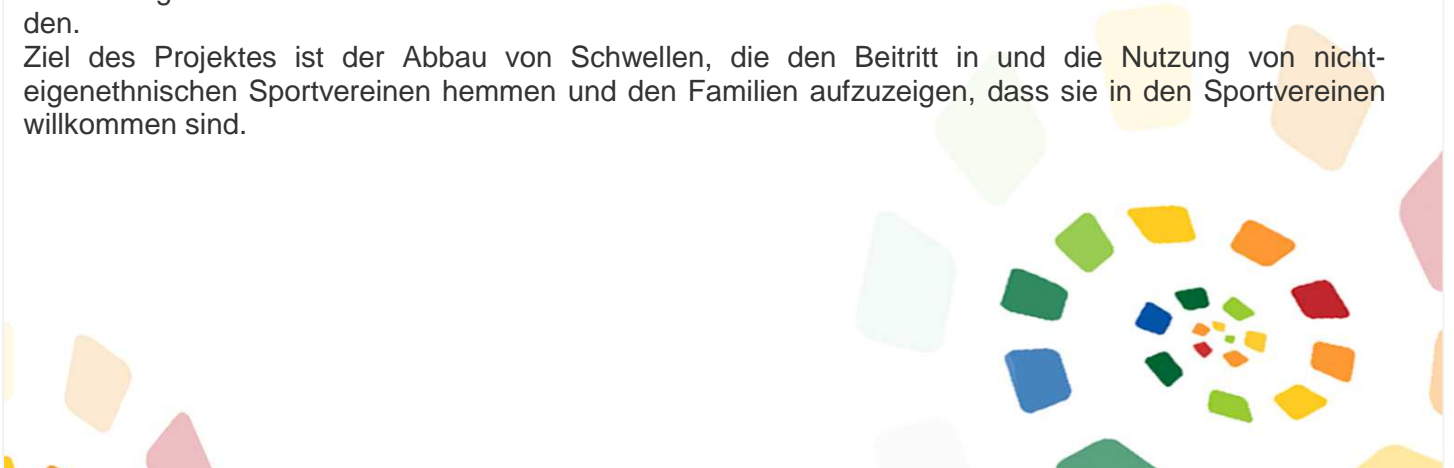 den.
Ziel des Projektes ist der Abbau von Schwellen, die den Beitritt in und die Nutzung von nicht-
eigenethnischen Sportvereinen hemmen und den Familien aufzuzeigen, dass sie in den Sportvereinen
willkommen sind.